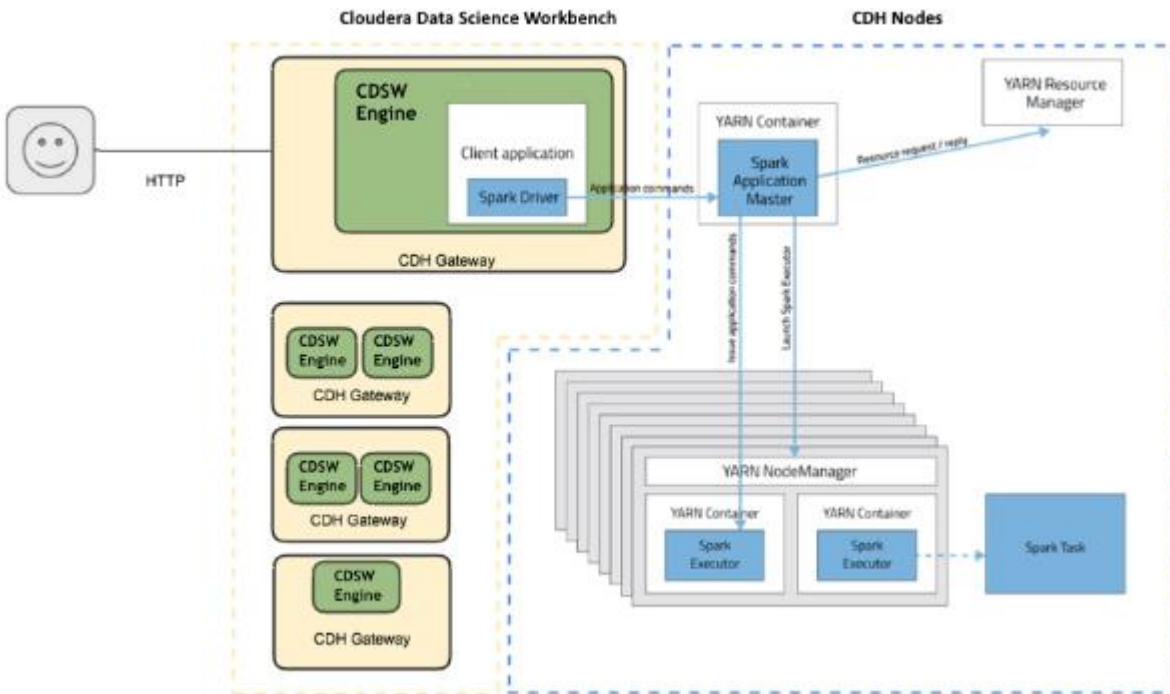 Cloudera Data Science Workbench
CDH Nodes
CDSW
Engine
Client application
Spark Driver
CDH Gateway
HTTP
Application commands
YARN Container
Spark
Application
Master
Resource request / reply
YARN Resource
Manager
Issue application commands
Launch Spark Executor
CDSW
Engine
CDSW
Engine
CDH Gateway
CDSW
Engine
CDSW
Engine
CDH Gateway
CDSW
Engine
CDH Gateway
YARN NodeManager
YARN Container
Spark
Executor
YARN Container
Spark
Executor
Spark Task